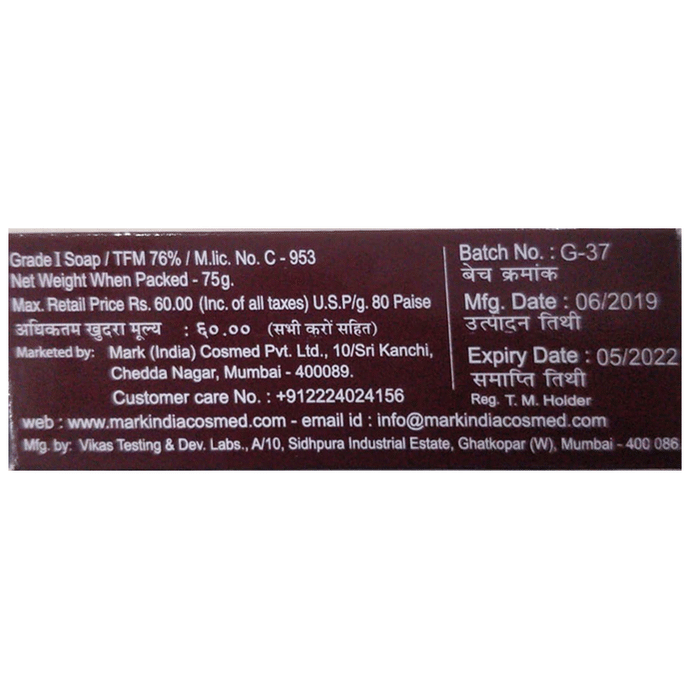 Grade I Soap / TFM 76% / M.lic. No. C - 953
Net Weight When Packed - 75g.
Max. Retail Price Rs. 60.00 (Inc. of all taxes) U.S.P/g. 80 Paise
अधिकतम खुदरा मूल्य : ६०.०० (सभी करों सहित)
Marketed by: Mark (India) Cosmed Pvt. Ltd., 10/Sri Kanchi,
Chedda Nagar, Mumbai - 400089.
Customer care No. : +912224024156
Batch No. : G-37
बेच क्रमांक
Mfg. Date : 06/2019
उत्पादन तिथी
Expiry Date : 05/2022
समाप्ति तिथी
Reg. T. M. Holder
web : www.markindiacosmed.com - email id : info@markindiacosmed.com
Mfg. by: Vikas Testing & Dev. Labs., A/10, Sidhpura Industrial Estate, Ghatkopar (W), Mumbai - 400 086